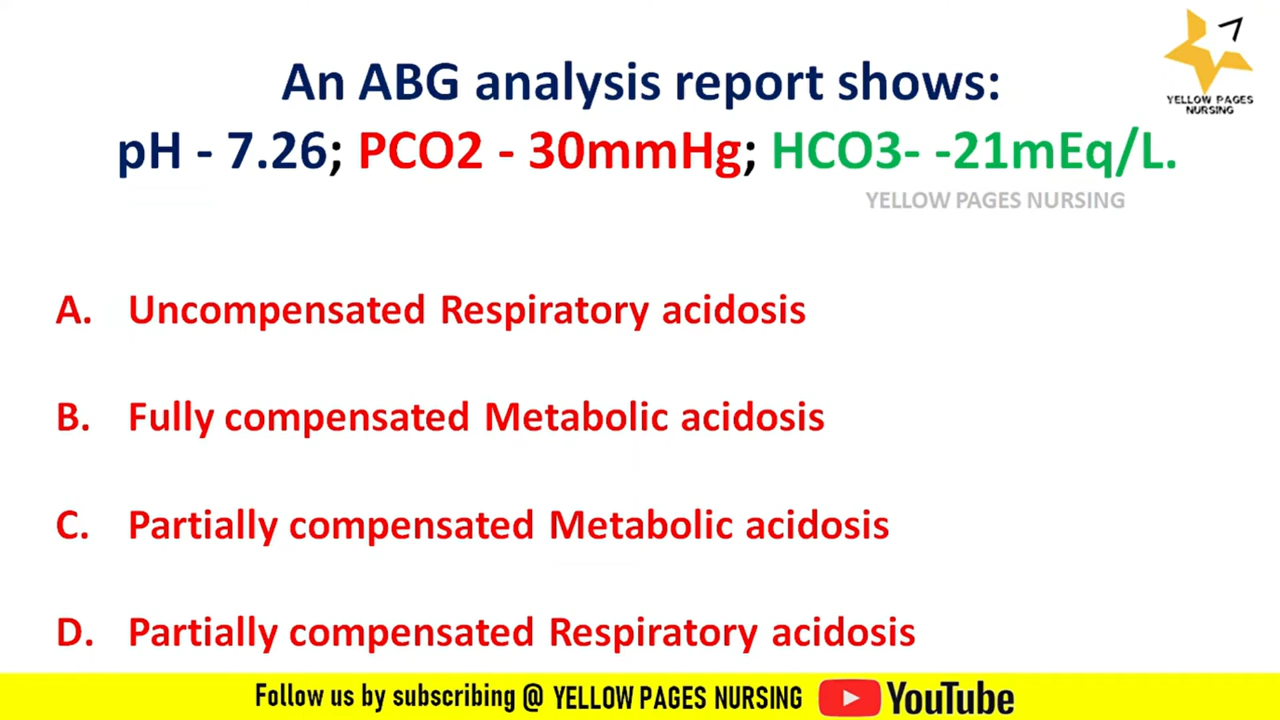 YELLOW PAGES
NURSING
An ABG analysis report shows:
pH - 7.26; PCO2 - 30mmHg; HCO3- -21mEq/L.
YELLOW PAGES NURSING
A. Uncompensated Respiratory acidosis
B. Fully compensated Metabolic acidosis
C. Partially compensated Metabolic acidosis
D. Partially compensated Respiratory acidosis
Follow us by subscribing @ YELLOW PAGES NURSING YouTube